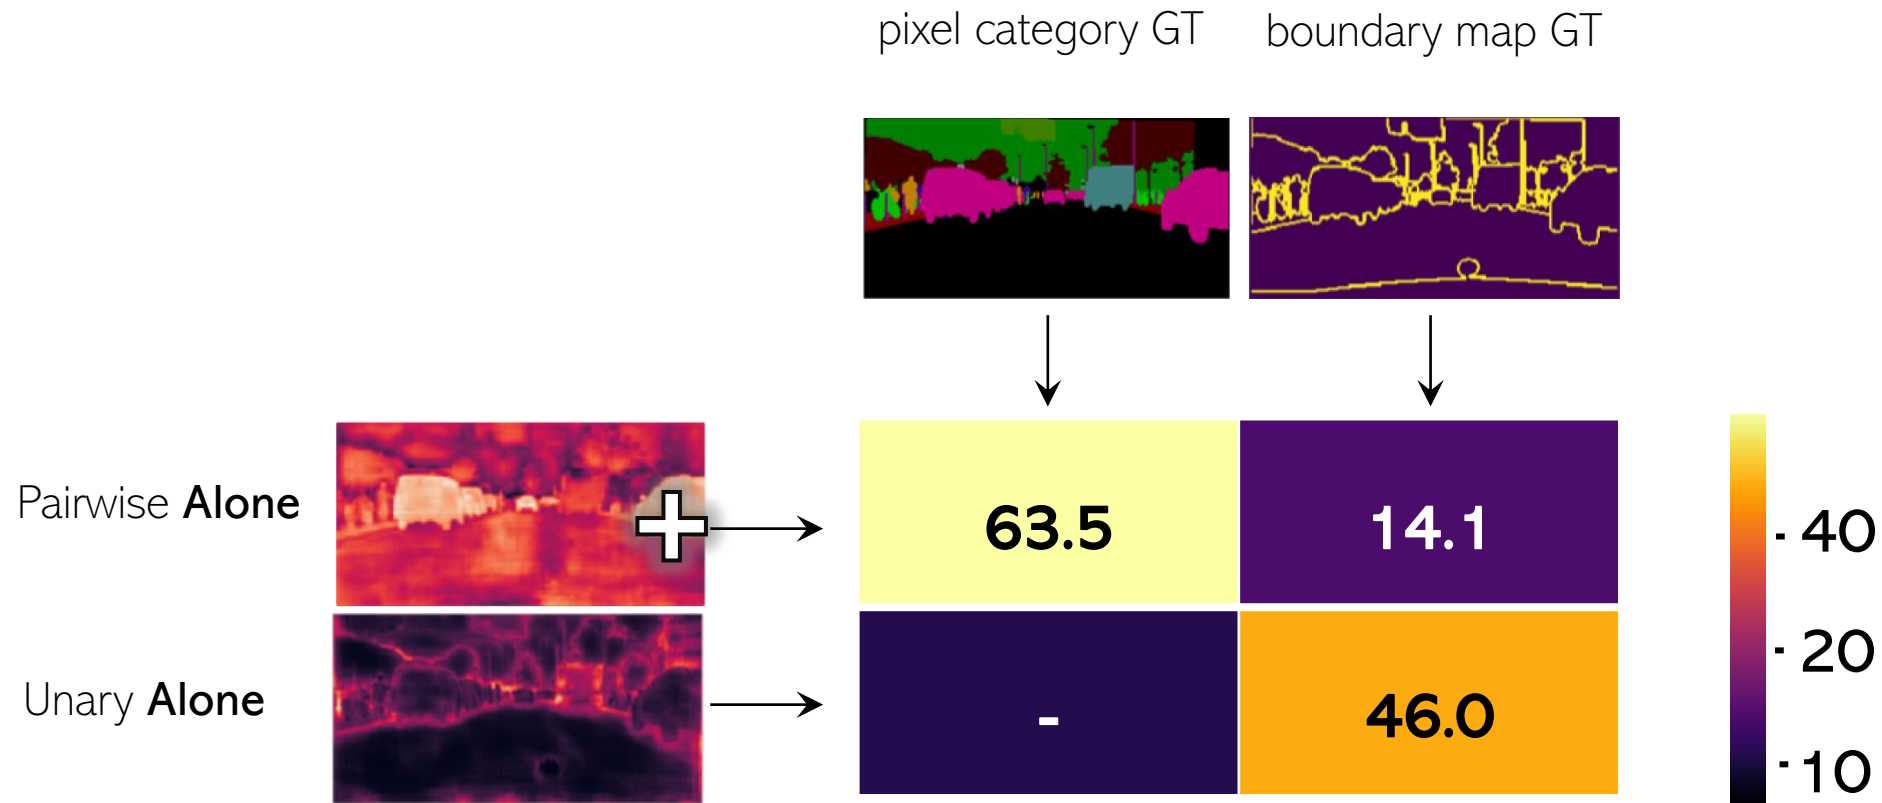 pixel category GT
boundary map GT
Pairwise Alone
63.5
14.1
Unary Alone
-
46.0
- 40
- 20
- 10